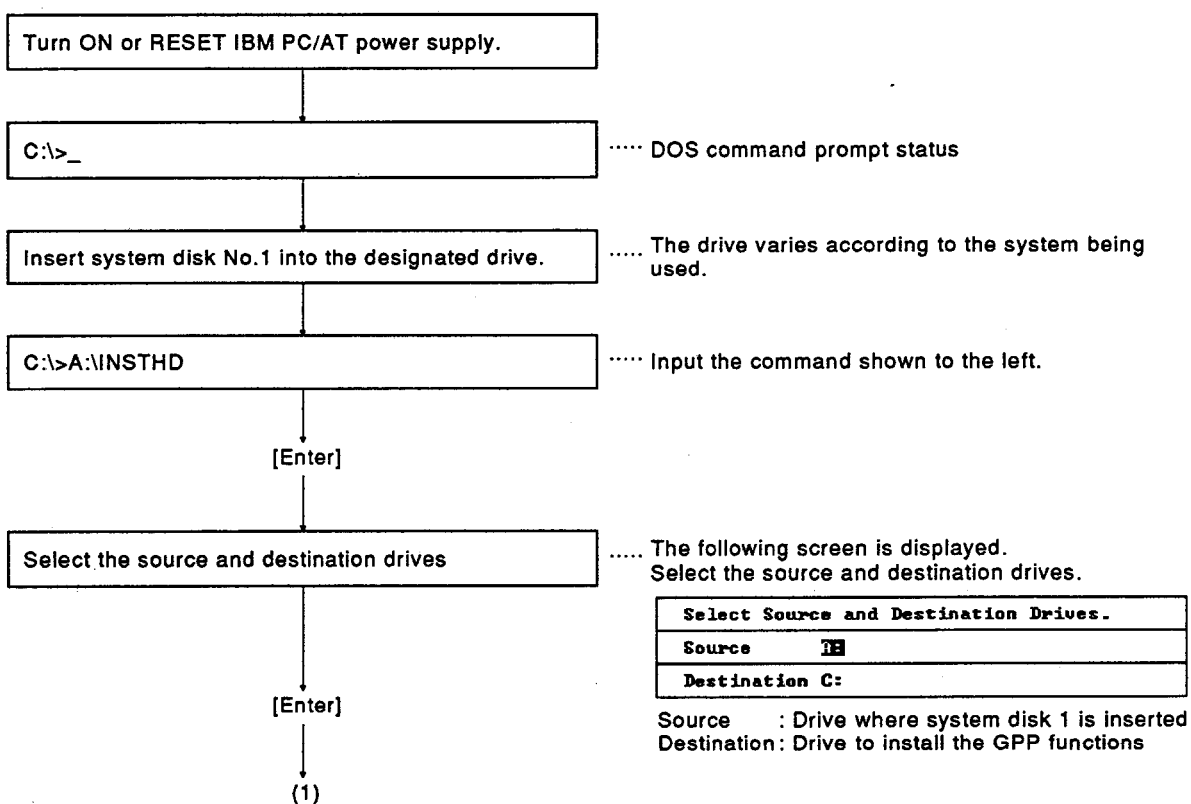 Turn ON or RESET IBM PC/AT power supply.
C:\>_
····· DOS command prompt status
Insert system disk No.1 into the designated drive.
····· The drive varies according to the system being
used.
C:\>A:\INSTHD
····· Input the command shown to the left.
[Enter]
Select the source and destination drives
····· The following screen is displayed.
Select the source and destination drives.
Select Source and Destination Drives.
Source A:
Destination C:
[Enter]
Source : Drive where system disk 1 is inserted
Destination : Drive to install the GPP functions
(1)